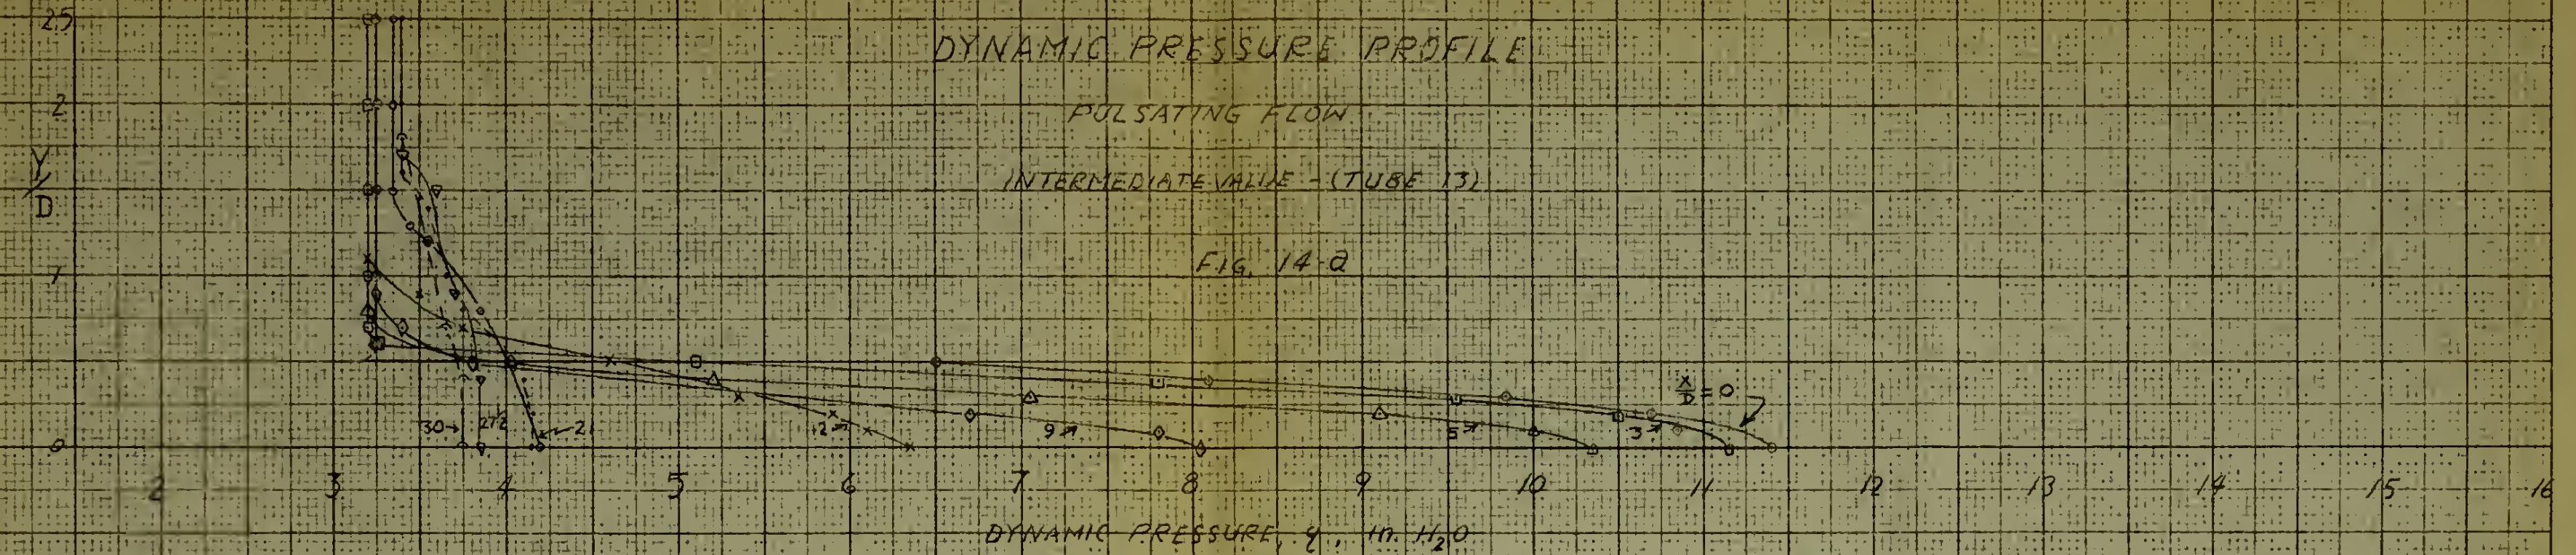 DYNAMIC PRESSURE PROFILE
PULSATING FLOW
INTERMEDIATE VALUE - (TUBE 13)
FIG. 14-a
25
2
Y/D
1
0
X/D = 0
30
27½
21
12
9
5
3
2 3 4 5 6 7 8 9 10 11 12 13 14 15 16
DYNAMIC PRESSURE, q, in. H₂O